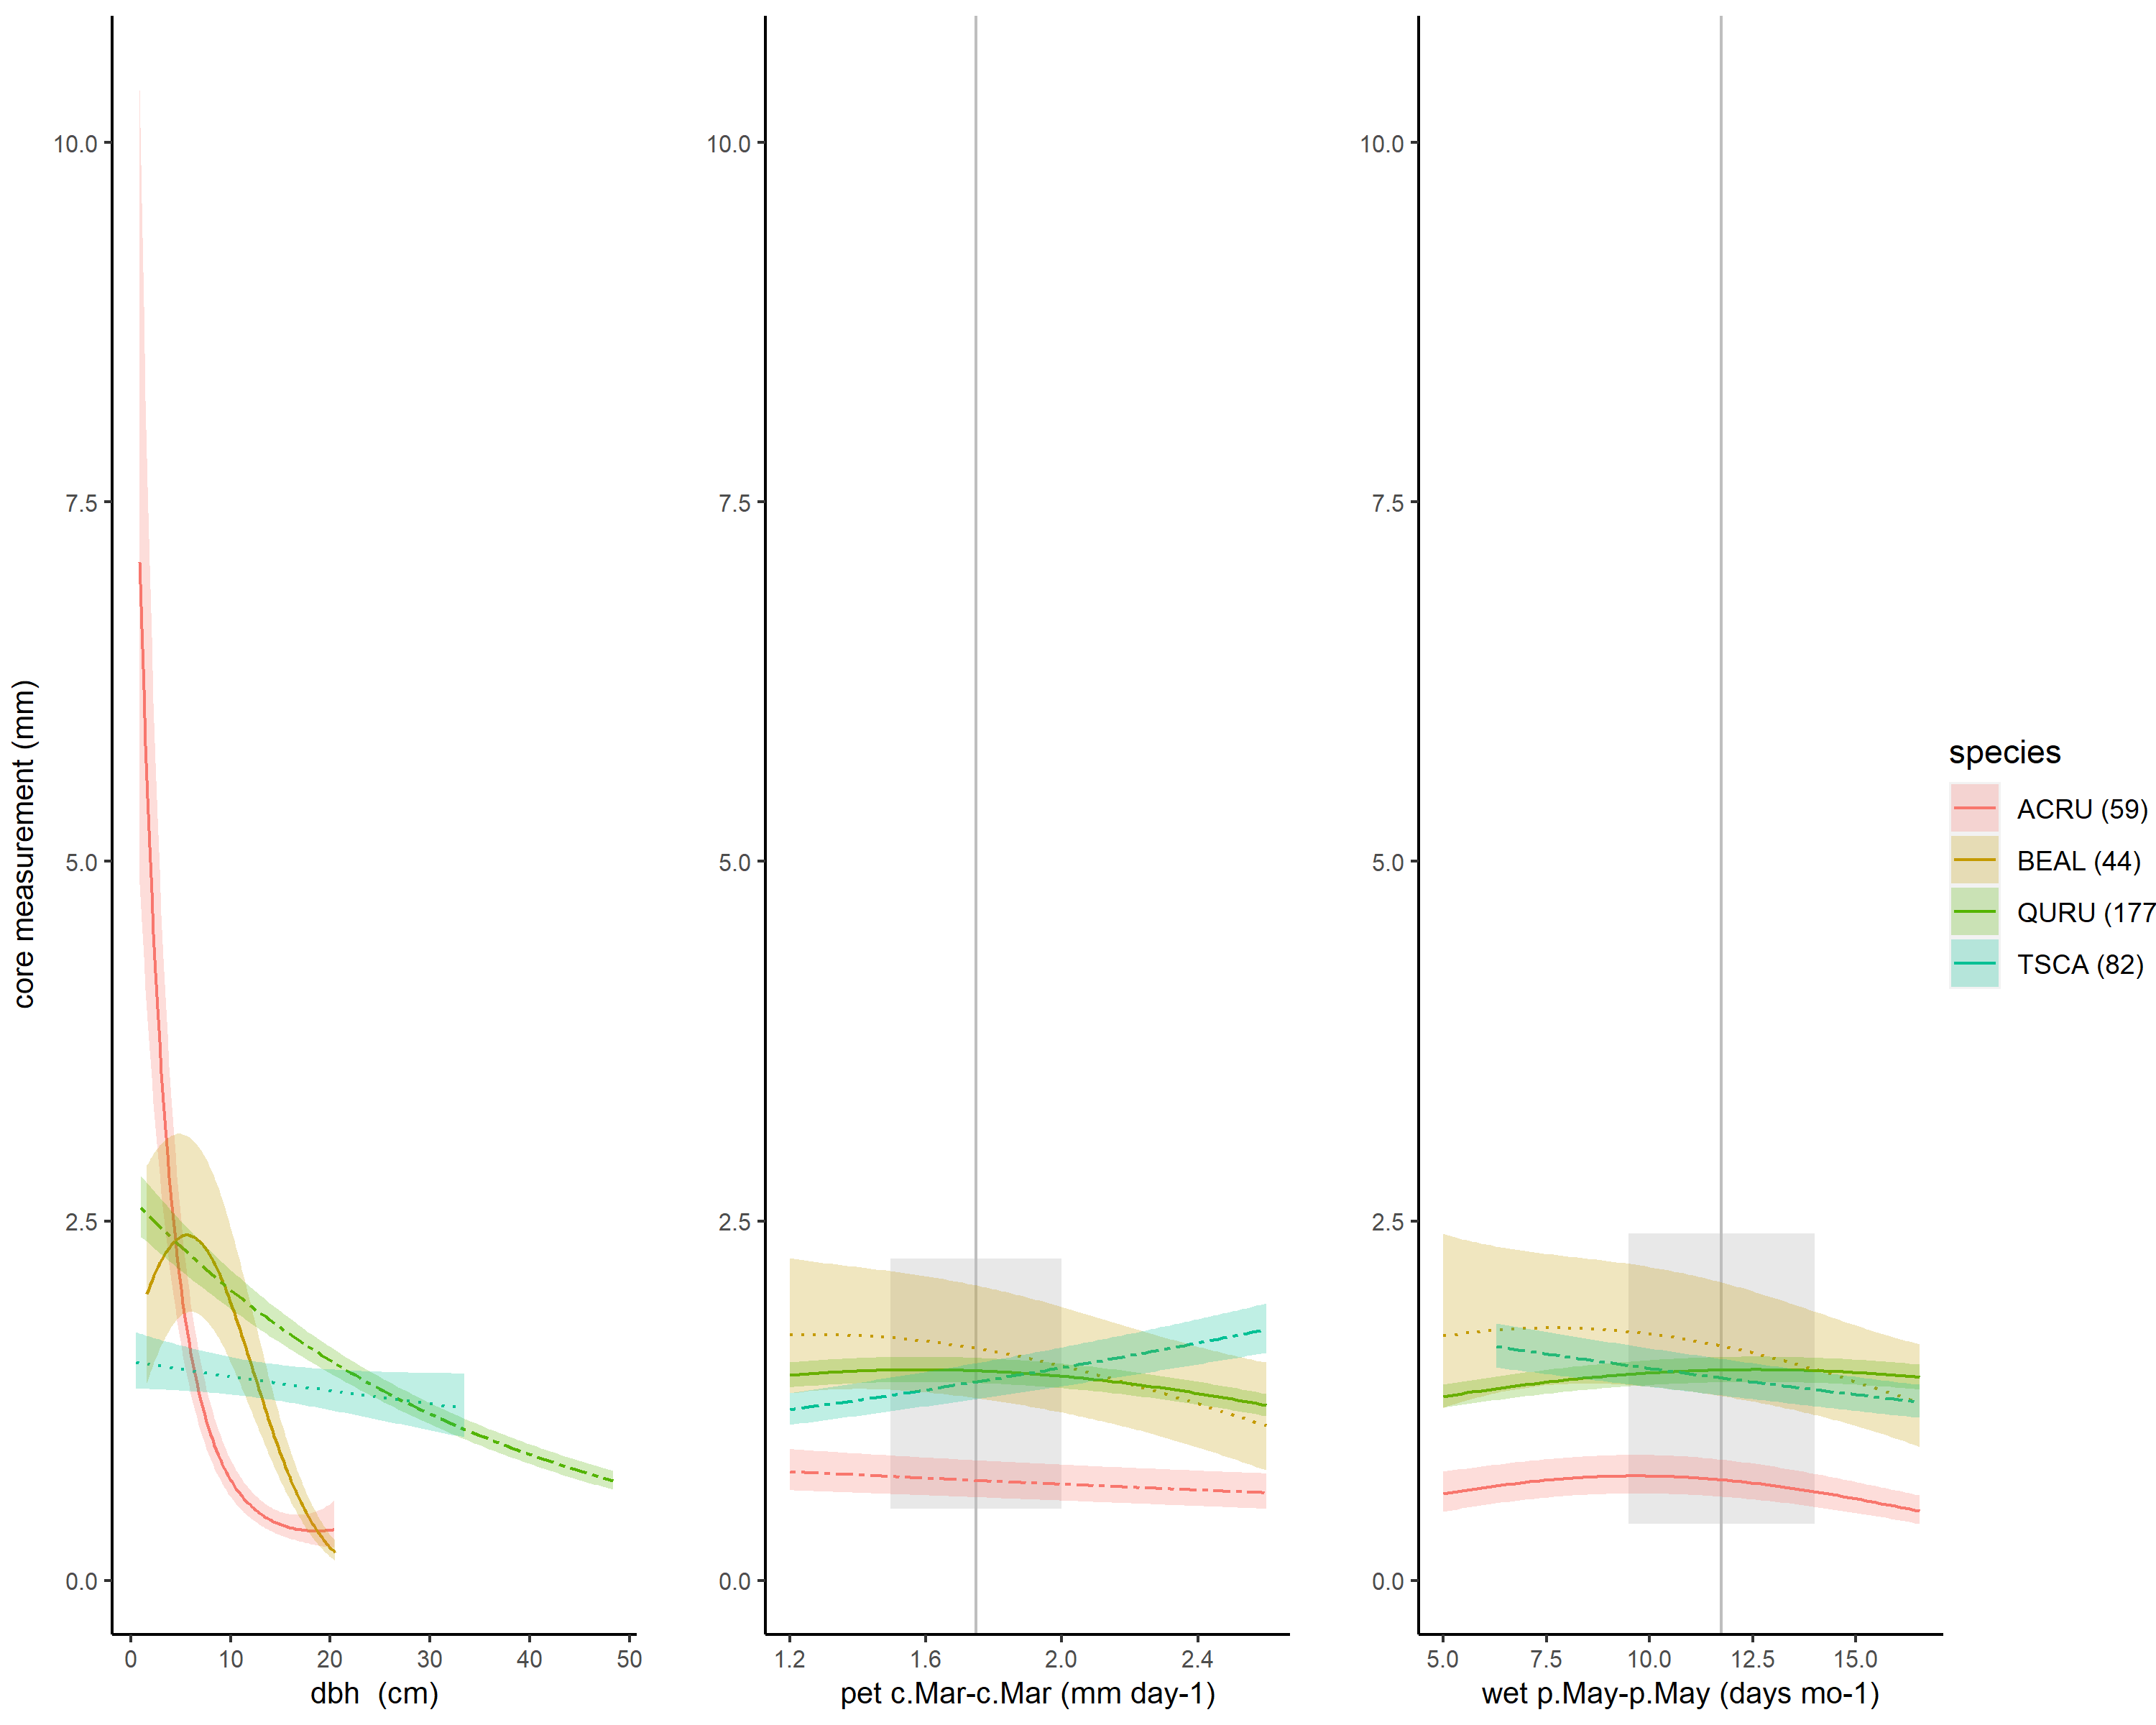 core measurement (mm)
10.0
7.5
5.0
2.5
0.0
0 10 20 30 40 50
dbh (cm)
10.0
7.5
5.0
2.5
0.0
1.2 1.6 2.0 2.4
pet c.Mar-c.Mar (mm day-1)
10.0
7.5
5.0
2.5
0.0
5.0 7.5 10.0 12.5 15.0
wet p.May-p.May (days mo-1)
species
ACRU (59)
BEAL (44)
QURU (177
TSCA (82)